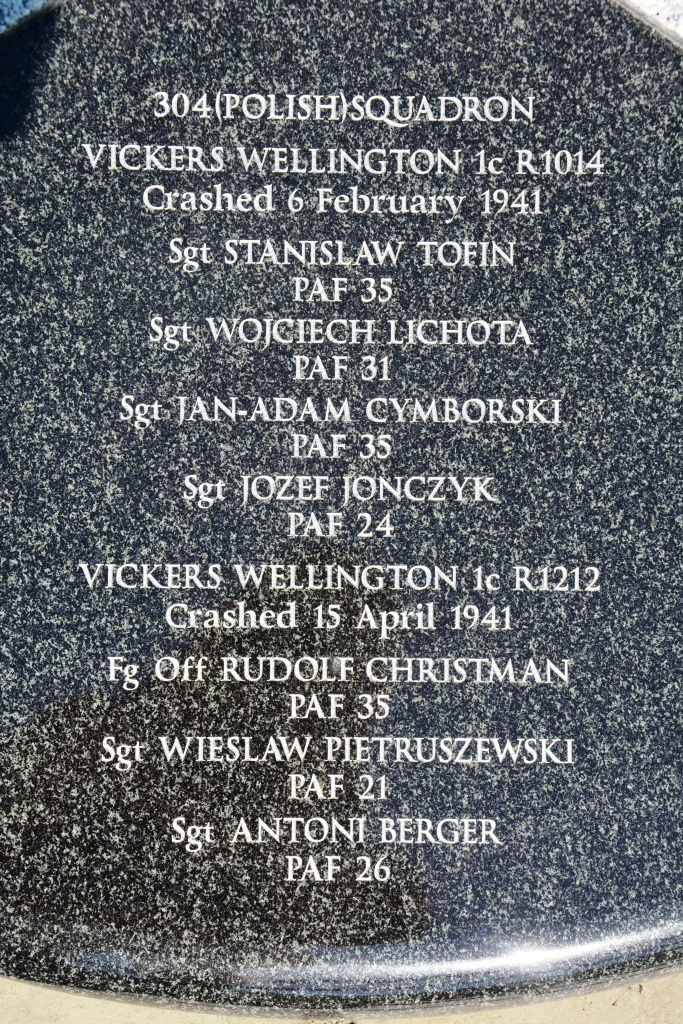 304(POLISH)SQUADRON
VICKERS WELLINGTON 1c R1014
Crashed 6 February 1941
Sgt STANISLAW TOFIN
PAF 35
Sgt WOJCIECH LICHOTA
PAF 31
Sgt JAN-ADAM CYMBORSKI
PAF 35
Sgt JOZEF JONCZYK
PAF 24
VICKERS WELLINGTON 1c R1212
Crashed 15 April 1941
Fg Off RUDOLF CHRISTMAN
PAF 35
Sgt WIESLAW PIETRUSZEWSKI
PAF 21
Sgt ANTONI BERGER
PAF 26